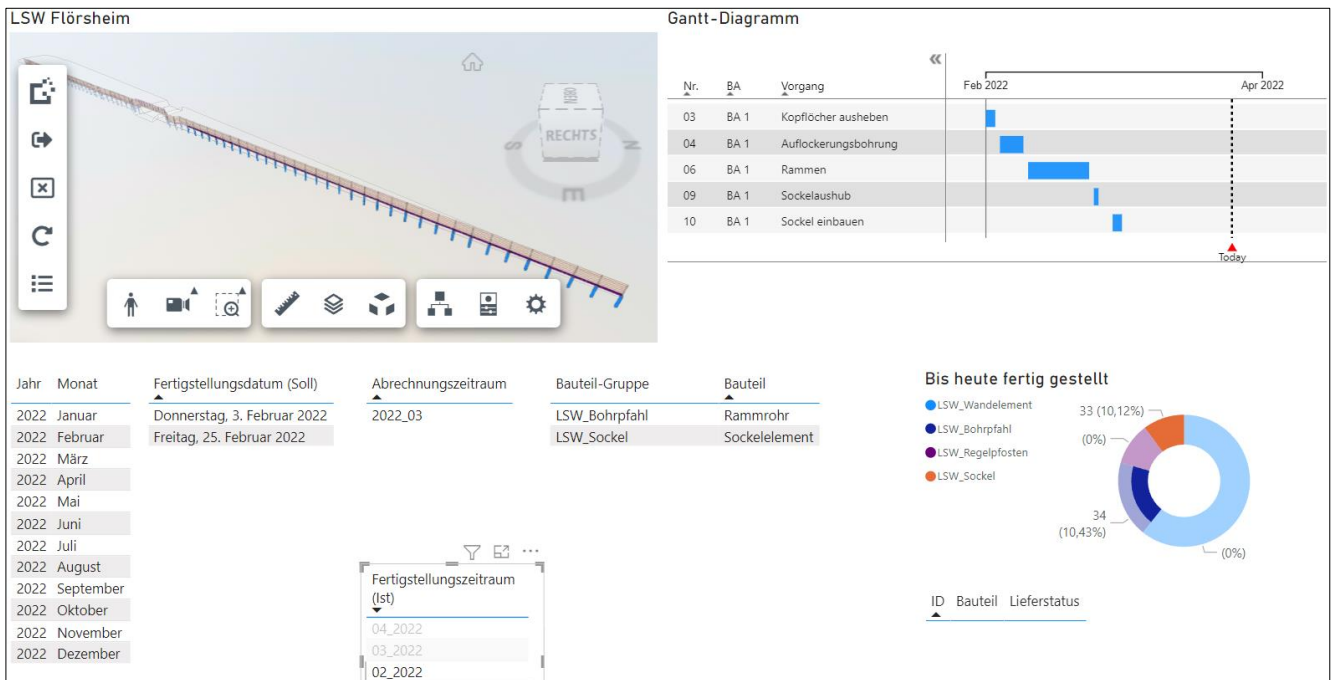 LSW Flörsheim
RECHTS
S
N
E
Gantt-Diagramm
«
Feb 2022 Apr 2022
Nr. BA Vorgang
03 BA 1 Kopflöcher ausheben
04 BA 1 Auflockerungsbohrung
06 BA 1 Rammen
09 BA 1 Sockelaushub
10 BA 1 Sockel einbauen
Today
Jahr Monat
2022 Januar
2022 Februar
2022 März
2022 April
2022 Mai
2022 Juni
2022 Juli
2022 August
2022 September
2022 Oktober
2022 November
2022 Dezember
Fertigstellungsdatum (Soll)
Donnerstag, 3. Februar 2022
Freitag, 25. Februar 2022
Abrechnungszeitraum
2022_03
Fertigstellungszeitraum
(Ist)
04_2022
03_2022
02_2022
Bauteil-Gruppe Bauteil
LSW_Bohrpfahl Rammrohr
LSW_Sockel Sockelelement
Bis heute fertig gestellt
LSW_Wandelement
LSW_Bohrpfahl
LSW_Regelpfosten
LSW_Sockel
33 (10,12%)
(0%)
34
(10,43%)
(0%)
ID Bauteil Lieferstatus